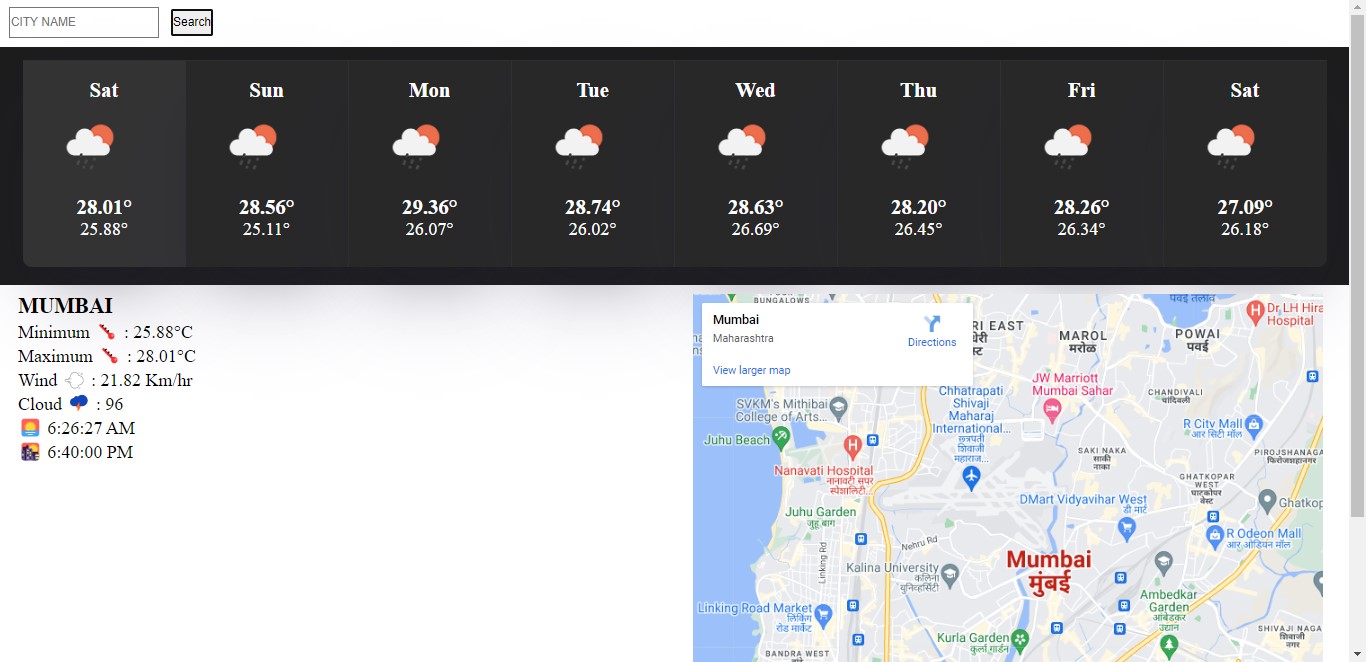 CITY NAME
Search
Sat
Sun
Mon
Tue
Wed
Thu
Fri
Sat
28.01°
28.56°
29.36°
28.74°
28.63°
28.20°
28.26°
27.09°
25.88°
25.11°
26.07°
26.02°
26.69°
26.45°
26.34°
26.18°
MUMBAI
Minimum : 25.88°C
Maximum : 28.01°C
Wind : 21.82 Km/hr
Cloud : 96
6:26:27 AM
6:40:00 PM
BUNGALOWS
Mumbai
Maharashtra
Directions
View larger map
RI EAST
MAROL
मरोळ
POWAI
पवई
पवई तलाव
Dr LH Hira
Hospital
JW Marriott
Mumbai Sahar
CHANDIVALI
चांदिवली
SVKM's Mithibai
College of Arts...
Chhatrapati
Shivaji
Maharaj
International...
छत्रपती
शिवाजी
महाराज...
R City Mall
आर सिटी मॉल
Juhu Beach
Nanavati Hospital
नानावटी सुपर
स्पेशालिटी...
SAKI NAKA
साकी
नाका
PIROJSHANAGA
फिरोजशाहनगर
GHATKOPAR
WEST
घाटकोपर
वेस्ट
Ghatkop
DMart Vidyavihar West
डी मार्ट
Juhu Garden
जुहू बाग
R Odeon Mall
आर ओडियन मॉल
Nehru Rd
Linking Rd
Mumbai
मुंबई
Kalina University
कलिना
युनिव्हर्सिटी
Ambedkar
Garden
आंबेडकर
उद्यान
Linking Road Market
लिंकिंग
रोड मार्केट
Kurla Garden
कुर्ला गार्डन
SHIVAJI NAGA
शिवाजी
नगर
BANDRA WEST